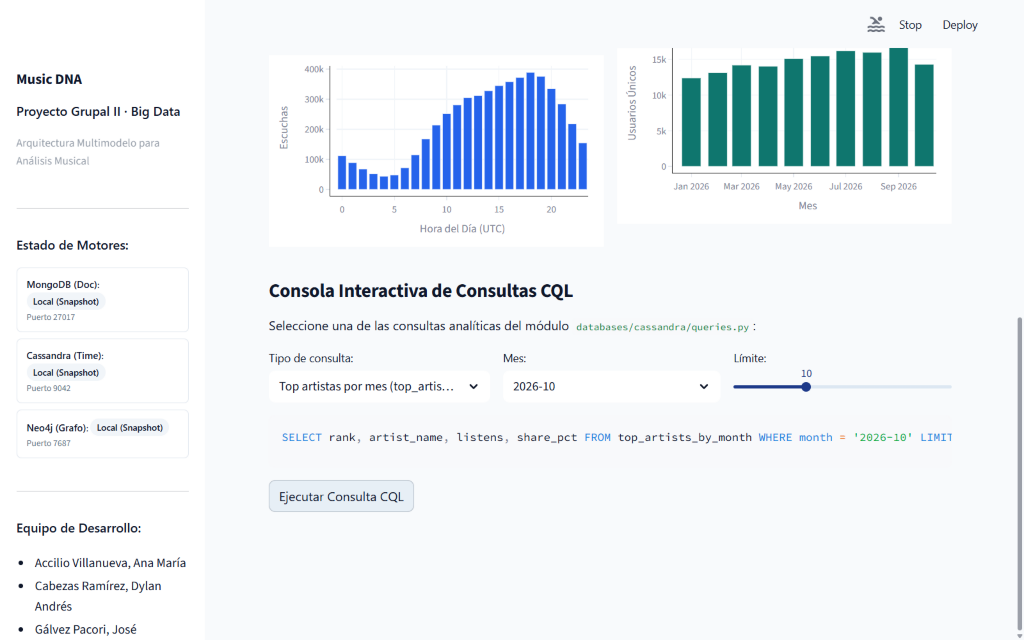 Stop
Deploy
Music DNA
Proyecto Grupal II · Big Data
Arquitectura Multimodelo para
Análisis Musical
Estado de Motores:
MongoDB (Doc):
Local (Snapshot)
Puerto 27017
Cassandra (Time):
Local (Snapshot)
Puerto 9042
Neo4j (Grafo): Local (Snapshot)
Puerto 7687
Equipo de Desarrollo:
Accilio Villanueva, Ana María
Cabezas Ramírez, Dylan
Andrés
Gálvez Pacori, José
Escuchas
400k
300k
200k
100k
0
0 5 10 15 20
Hora del Día (UTC)
Usuarios Únicos
15k
10k
5k
0
Jan 2026 Mar 2026 May 2026 Jul 2026 Sep 2026
Mes
Consola Interactiva de Consultas CQL
Seleccione una de las consultas analíticas del módulo databases/cassandra/queries.py :
Tipo de consulta: Mes: Límite:
10
Top artistas por mes (top_artis... 2026-10
SELECT rank, artist_name, listens, share_pct FROM top_artists_by_month WHERE month = '2026-10' LIMIT
Ejecutar Consulta CQL